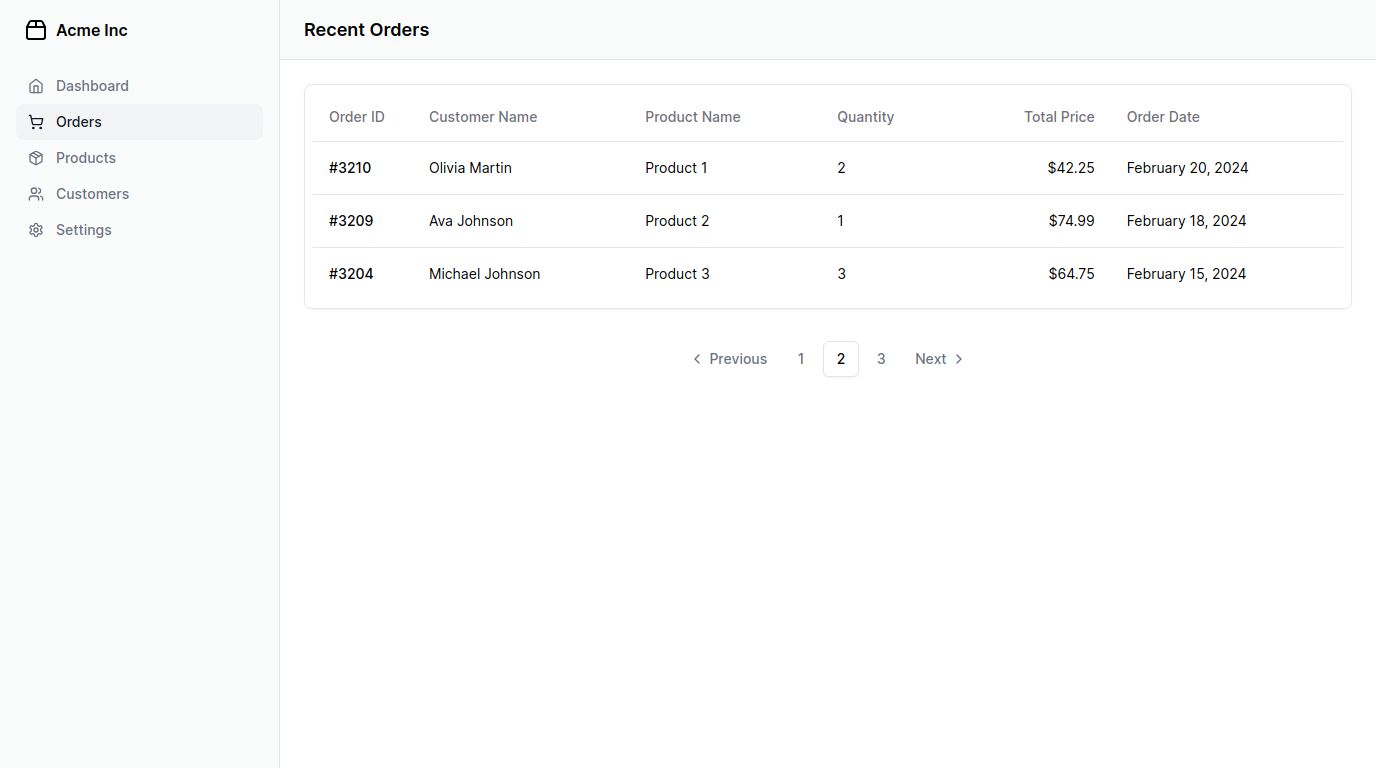 Acme Inc
Dashboard
Orders
Products
Customers
Settings
Recent Orders
Order ID Customer Name Product Name Quantity Total Price Order Date
#3210 Olivia Martin Product 1 2 $42.25 February 20, 2024
#3209 Ava Johnson Product 2 1 $74.99 February 18, 2024
#3204 Michael Johnson Product 3 3 $64.75 February 15, 2024
Previous 1 2 3 Next